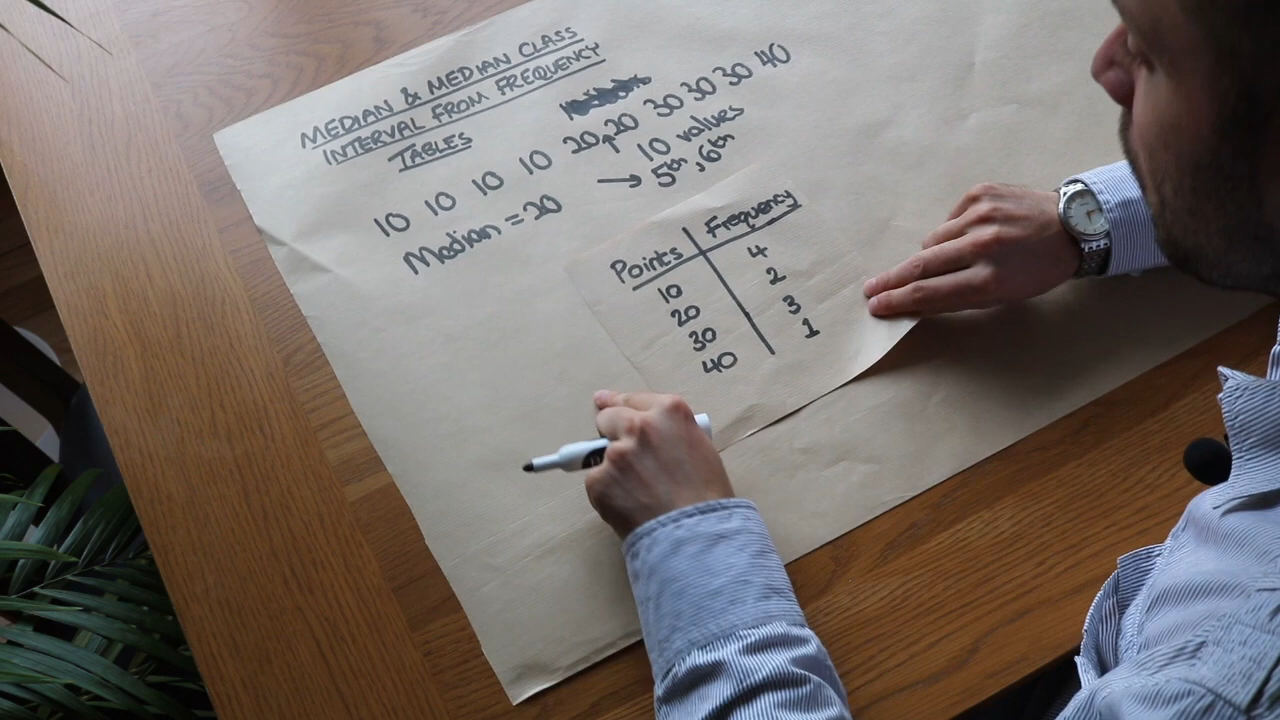 MEDIAN & MEDIAN CLASS
INTERVAL FROM FREQUENCY
TABLES
10 10 10 10 20 20 30 30 30 40
Median = 20
10 values
→ 5th, 6th
Points Frequency
10 4
20 2
30 3
40 1